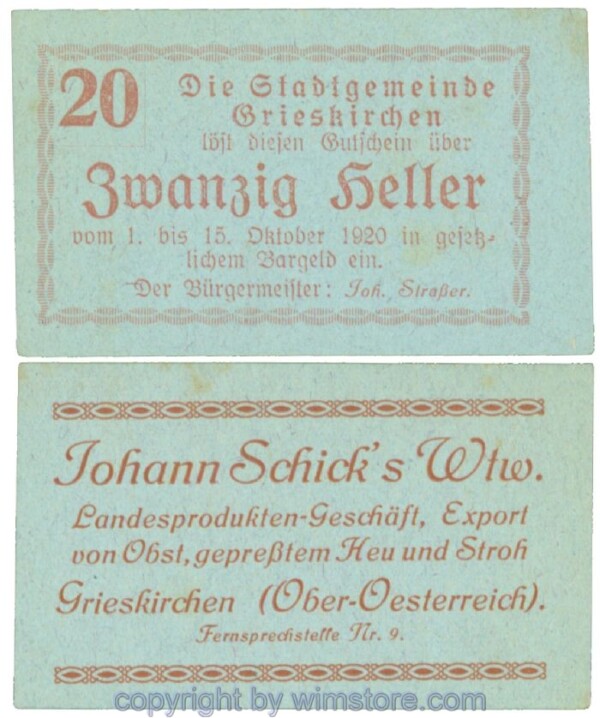 20
Die Stadtgemeinde
Grieskirchen
löst diesen Gutschein über
Zwanzig Heller
vom 1. bis 15. Oktober 1920 in gesetz-
lichem Bargeld ein.
Der Bürgermeister: Joh. Straßer.
Johann Schick's Wtw.
Landesprodukten-Geschäft, Export
von Obst, gepreßtem Heu und Stroh
Grieskirchen (Ober-Oesterreich).
Fernsprechstelle Nr. 9.
copyright by wimstore.com